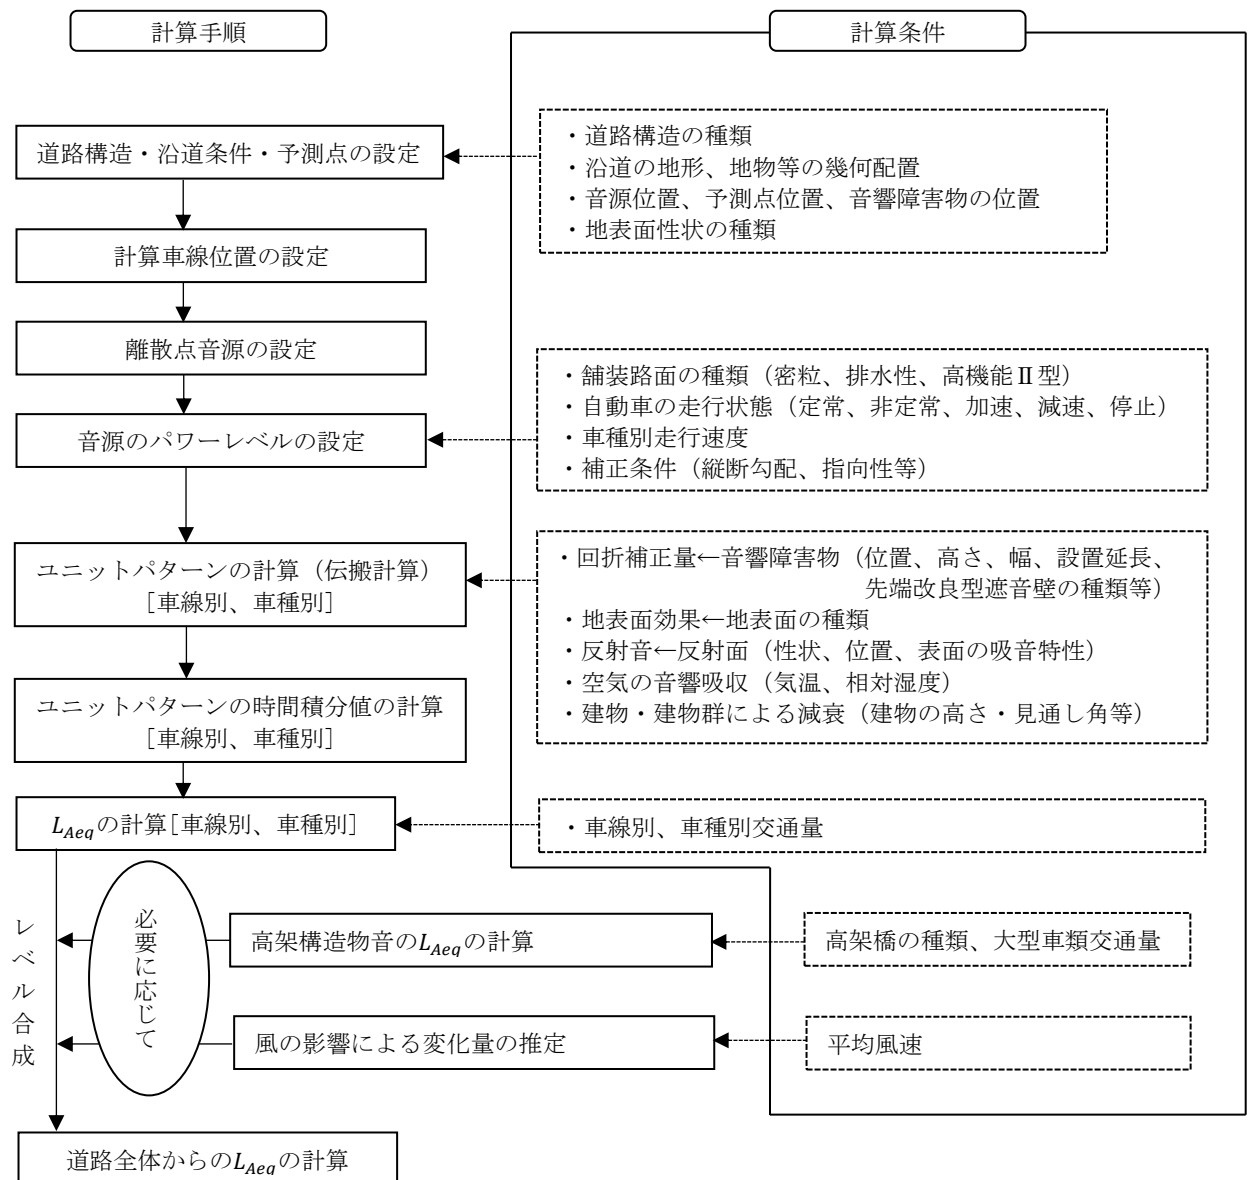 計算手順
計算条件
道路構造・沿道条件・予測点の設定
・道路構造の種類
・沿道の地形、地物等の幾何配置
・音源位置、予測点位置、音響障害物の位置
・地表面性状の種類
計算車線位置の設定
離散点音源の設定
音源のパワーレベルの設定
・舗装路面の種類（密粒、排水性、高機能Ⅱ型）
・自動車の走行状態（定常、非定常、加速、減速、停止）
・車種別走行速度
・補正条件（縦断勾配、指向性等）
ユニットパターンの計算（伝搬計算）
［車線別、車種別］
・回折補正量←音響障害物（位置、高さ、幅、設置延長、
先端改良型遮音壁の種類等）
・地表面効果←地表面の種類
・反射音←反射面（性状、位置、表面の吸音特性）
・空気の音響吸収（気温、相対湿度）
・建物・建物群による減衰（建物の高さ・見通し角等）
ユニットパターンの時間積分値の計算
［車線別、車種別］
LAeqの計算［車線別、車種別］
・車線別、車種別交通量
レベル合成
必要に応じて
高架構造物音のLAeqの計算
高架橋の種類、大型車類交通量
風の影響による変化量の推定
平均風速
道路全体からのLAeqの計算